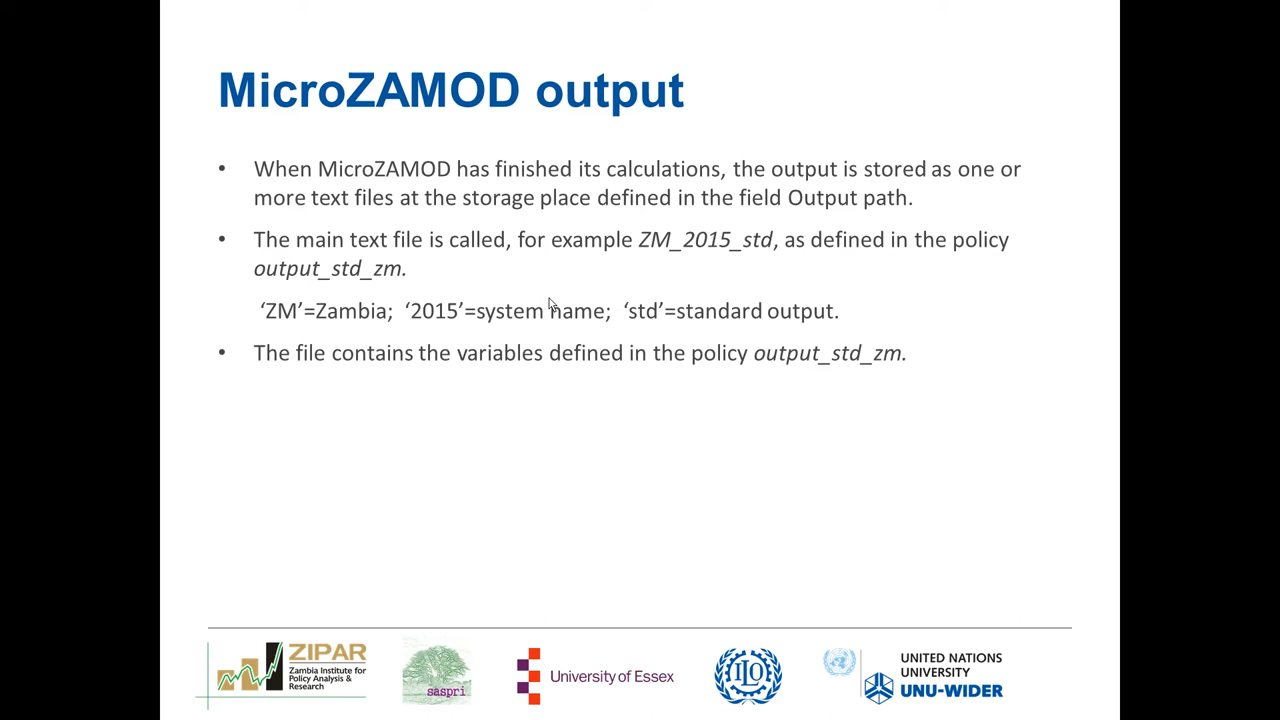 MicroZAMOD output
• When MicroZAMOD has finished its calculations, the output is stored as one or
more text files at the storage place defined in the field Output path.
• The main text file is called, for example ZM_2015_std, as defined in the policy
output_std_zm.
‘ZM’=Zambia; ‘2015’=system name; ‘std’=standard output.
• The file contains the variables defined in the policy output_std_zm.
ZIPAR
Zambia Institute for
Policy Analysis &
Research
saspri
University of Essex
ILO
UNITED NATIONS
UNIVERSITY
UNU-WIDER